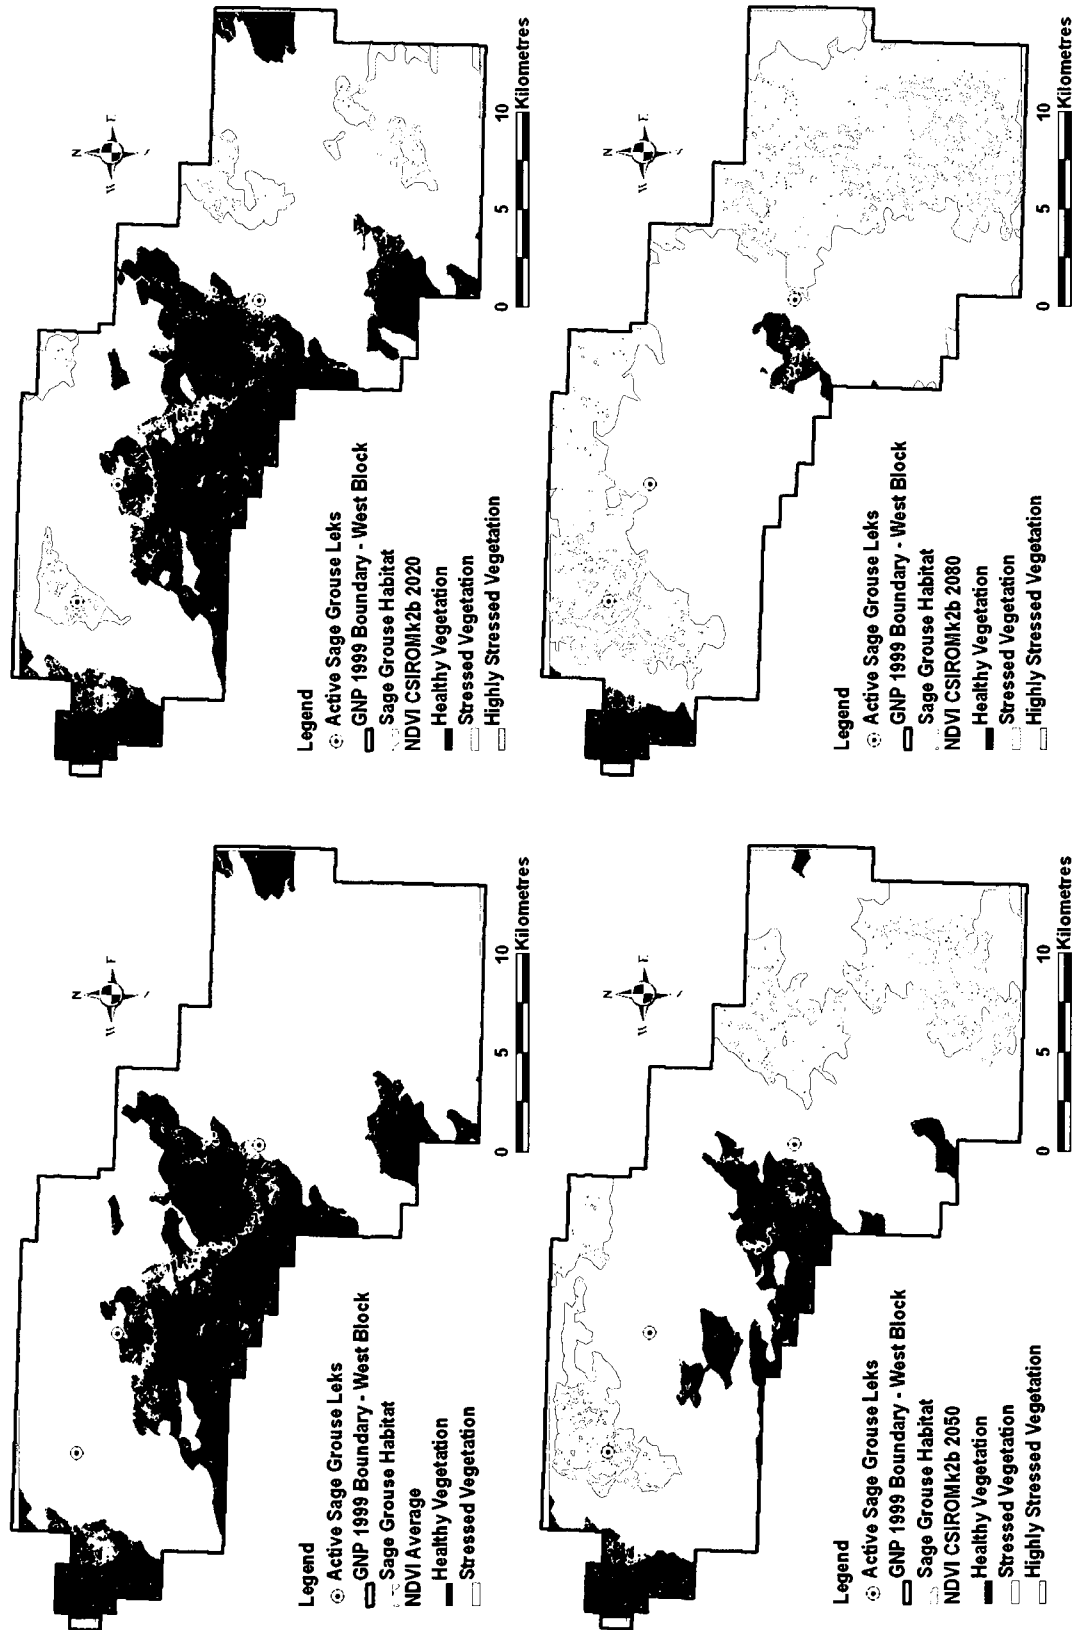 N
W E
Legend
Active Sage Grouse Leks
GNP 1999 Boundary - West Block
Sage Grouse Habitat
NDVI Average
Healthy Vegetation
Stressed Vegetation
0 5 10
Kilometres
N
W E
Legend
Active Sage Grouse Leks
GNP 1999 Boundary - West Block
Sage Grouse Habitat
NDVI CSIROMk2b 2020
Healthy Vegetation
Stressed Vegetation
Highly Stressed Vegetation
0 5 10
Kilometres
N
W E
Legend
Active Sage Grouse Leks
GNP 1999 Boundary - West Block
Sage Grouse Habitat
NDVI CSIROMk2b 2050
Healthy Vegetation
Stressed Vegetation
Highly Stressed Vegetation
0 5 10
Kilometres
N
W E
Legend
Active Sage Grouse Leks
GNP 1999 Boundary - West Block
Sage Grouse Habitat
NDVI CSIROMk2b 2080
Healthy Vegetation
Stressed Vegetation
Highly Stressed Vegetation
0 5 10
Kilometres